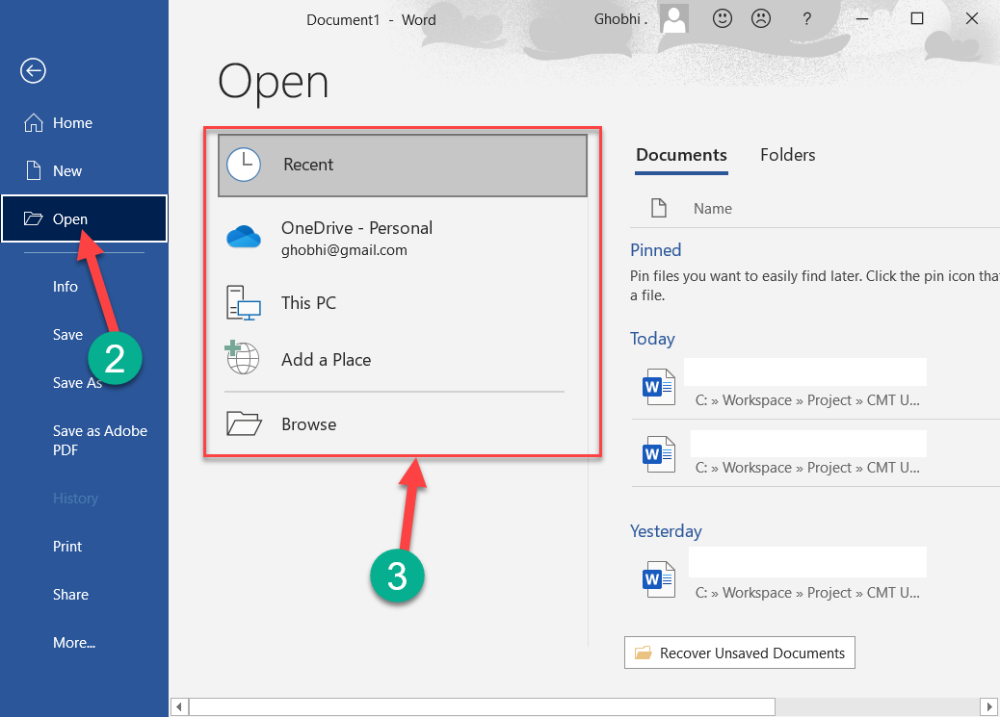 Document1 - Word
Ghobhi .
?
Open
Home
New
Open
Info
Save
Save As
Save as Adobe
PDF
History
Print
Share
More...
2
Recent
OneDrive - Personal
ghobhi@gmail.com
This PC
Add a Place
Browse
3
Documents
Folders
Name
Pinned
Pin files you want to easily find later. Click the pin icon tha
a file.
Today
W
C: » Workspace » Project » CMT U...
W
C: » Workspace » Project » CMT U...
Yesterday
W
C: » Workspace » Project » CMT U...
Recover Unsaved Documents